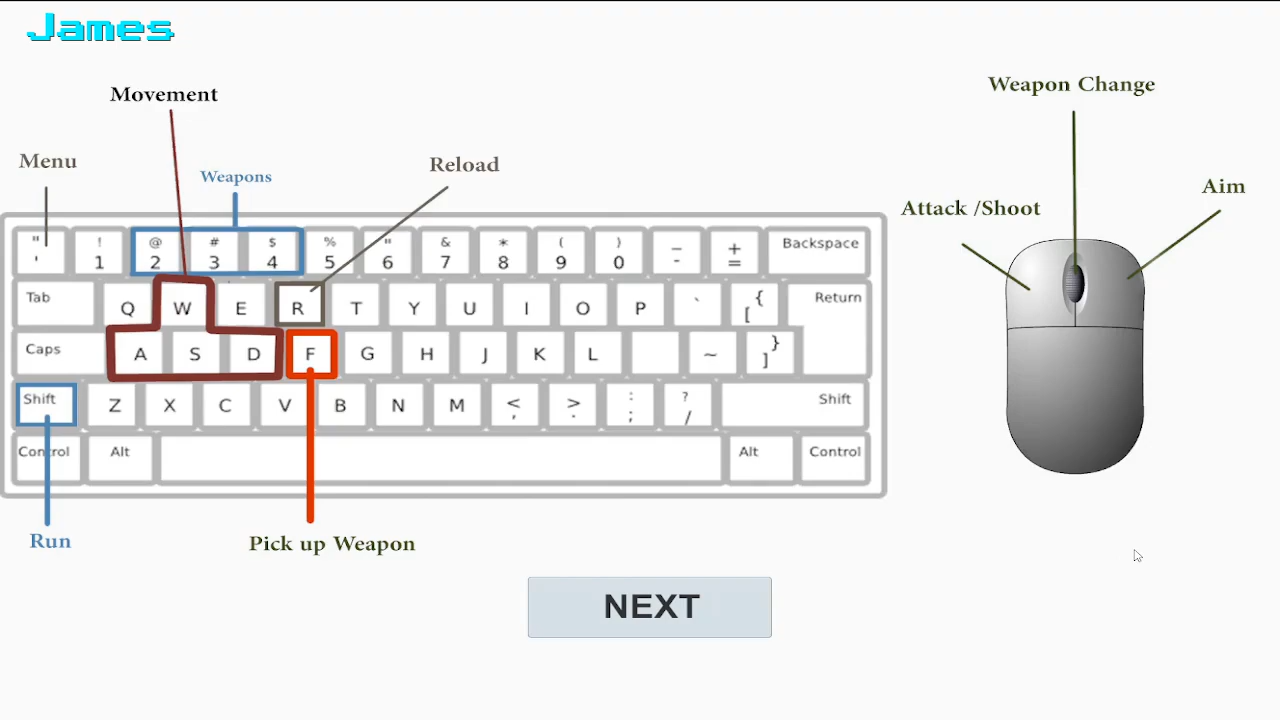 James
Movement
Weapon Change
Menu
Weapons
Reload
Aim
Attack /Shoot
" ! @ # $ % " & * ( ) _ + Backspace
' 1 2 3 4 5 6 7 8 9 0 - =
Tab Q W E R T Y U I O P ` { [ Return
Caps A S D F G H J K L ~ } ]
Shift Z X C V B N M < , > . : ; ? / Shift
Control Alt Alt Control
Run
Pick up Weapon
NEXT